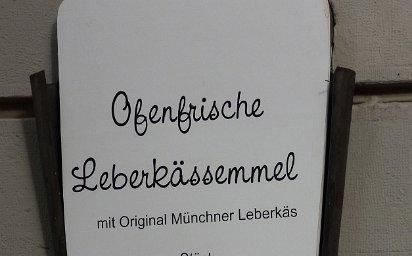 Ofenfrische
Leberkässemmel
mit Original Münchner Leberkäs